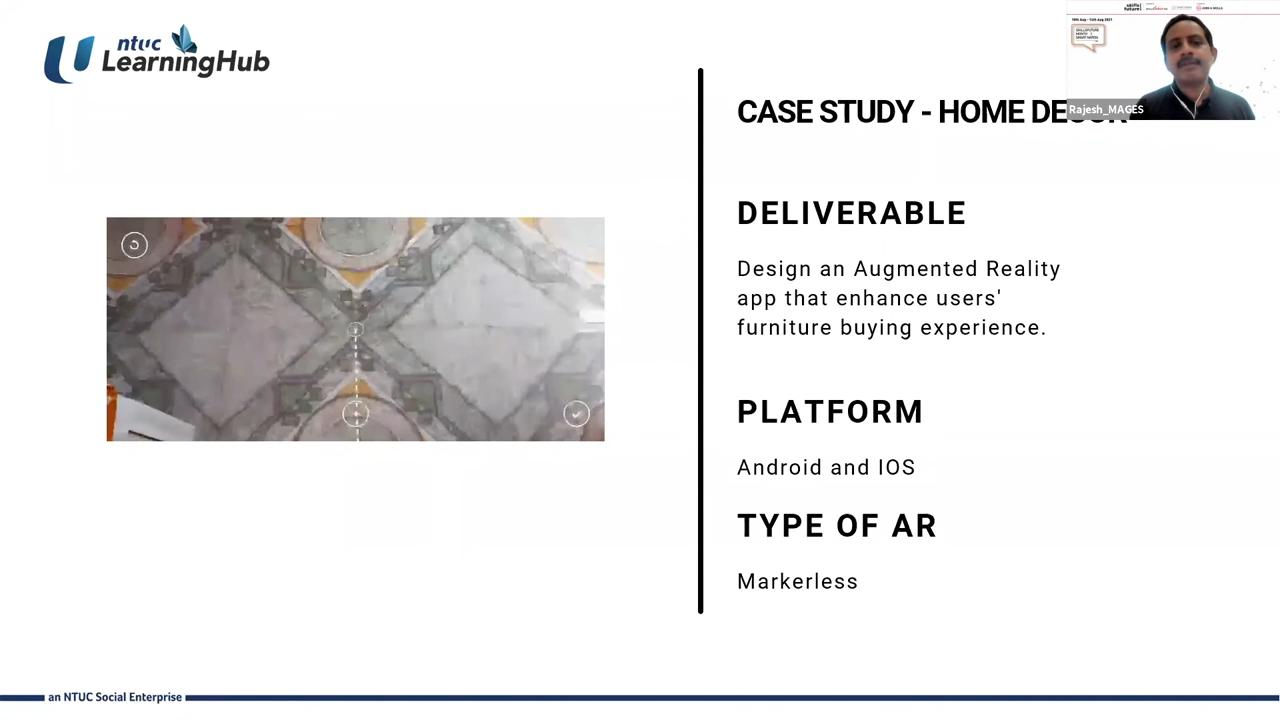 ntuc
LearningHub
CASE STUDY - HOME DECOR
DELIVERABLE
Design an Augmented Reality
app that enhance users'
furniture buying experience.
PLATFORM
Android and IOS
TYPE OF AR
Markerless
Rajesh_MAGES
an NTUC Social Enterprise